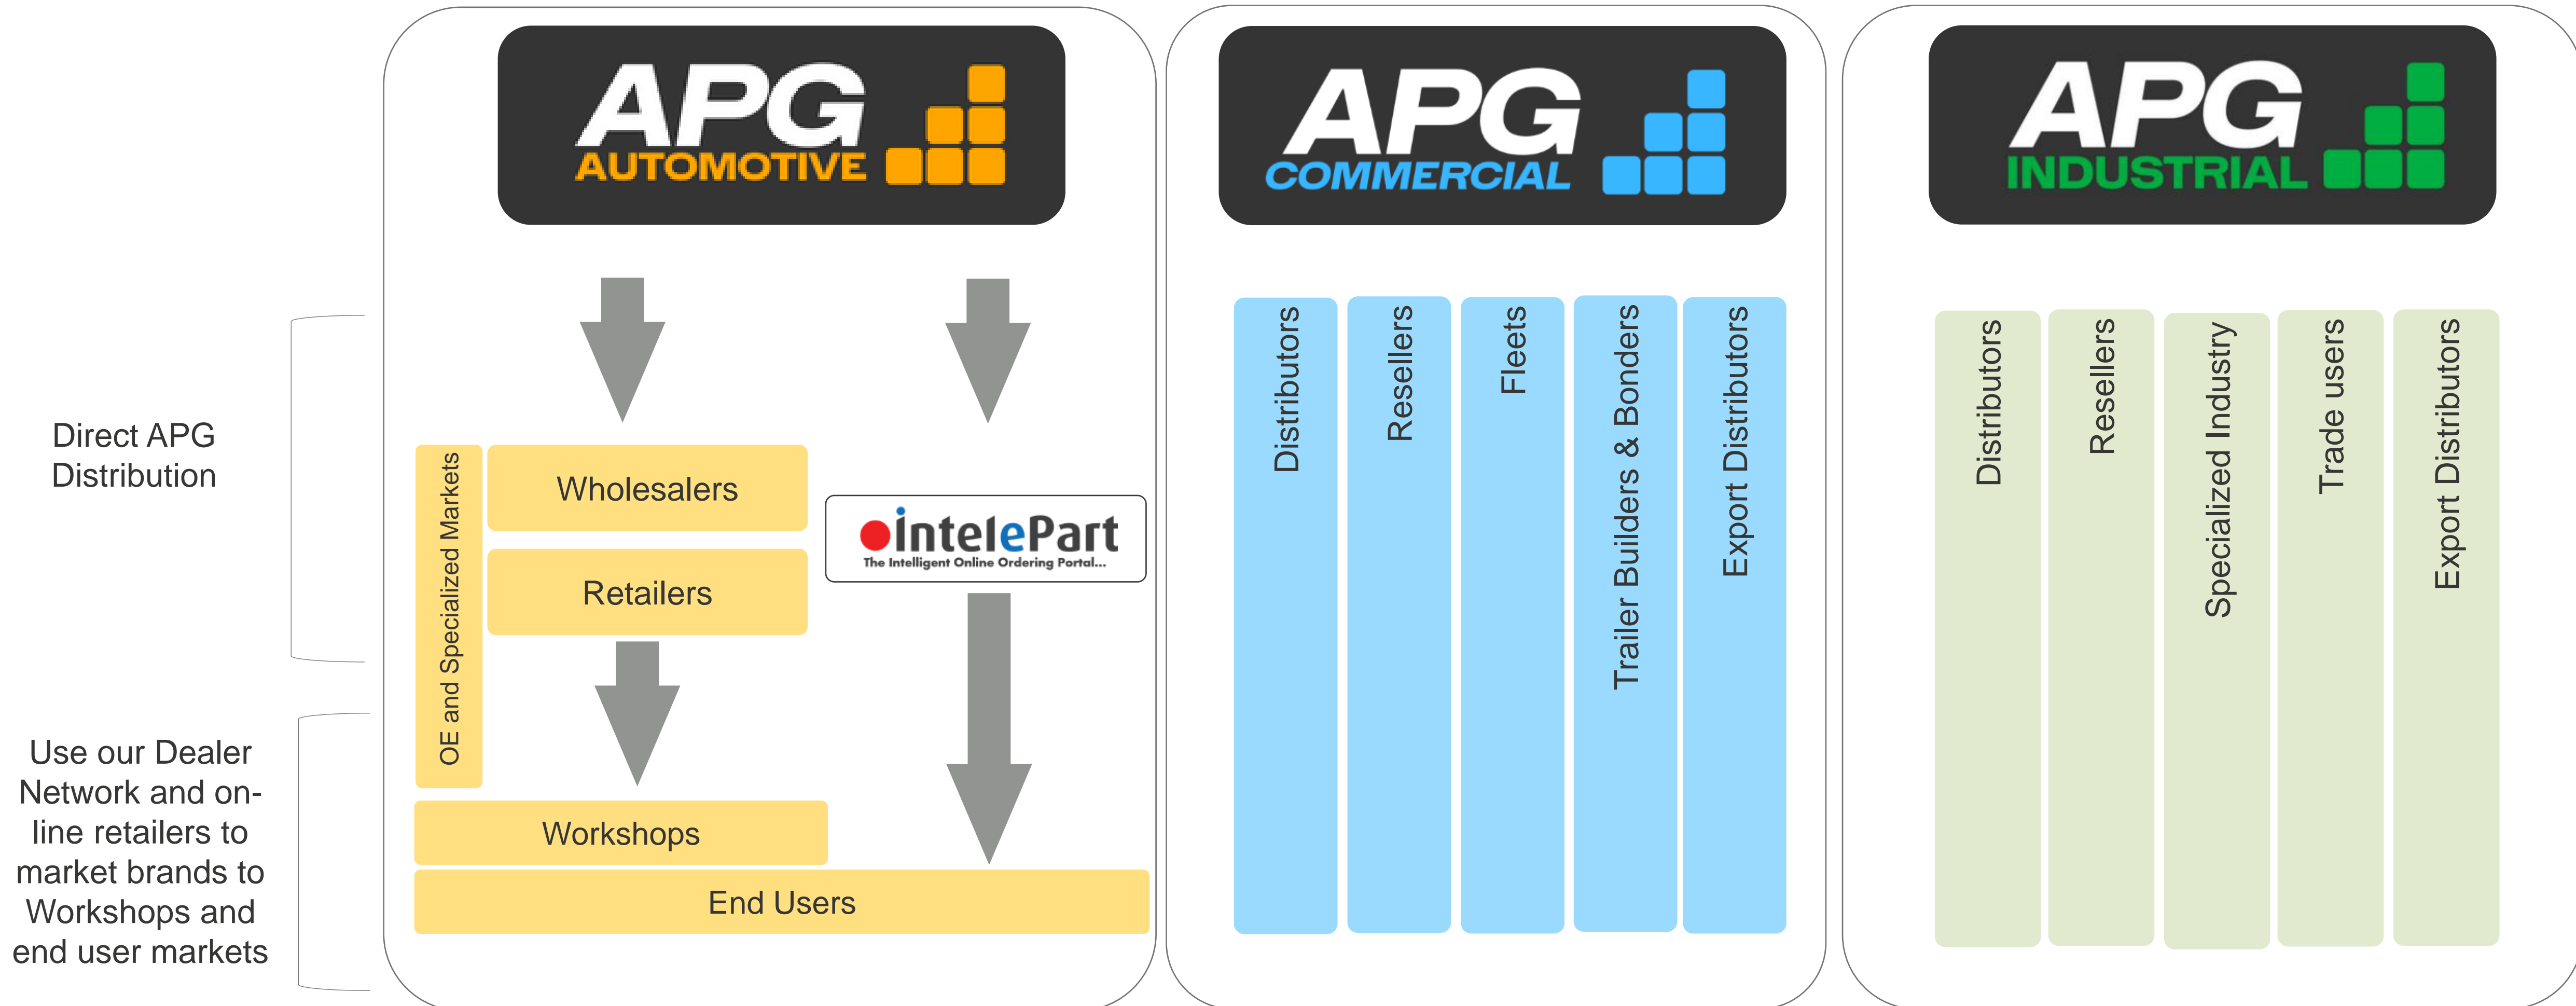 Direct APG
Distribution
Use our Dealer
Network and on-
line retailers to
market brands to
Workshops and
end user markets
APG
AUTOMOTIVE
OE and Specialized Markets
Wholesalers
Retailers
intelePart
The Intelligent Online Ordering Portal...
Workshops
End Users
APG
COMMERCIAL
Distributors
Resellers
Fleets
Trailer Builders & Bonders
Export Distributors
APG
INDUSTRIAL
Distributors
Resellers
Specialized Industry
Trade users
Export Distributors